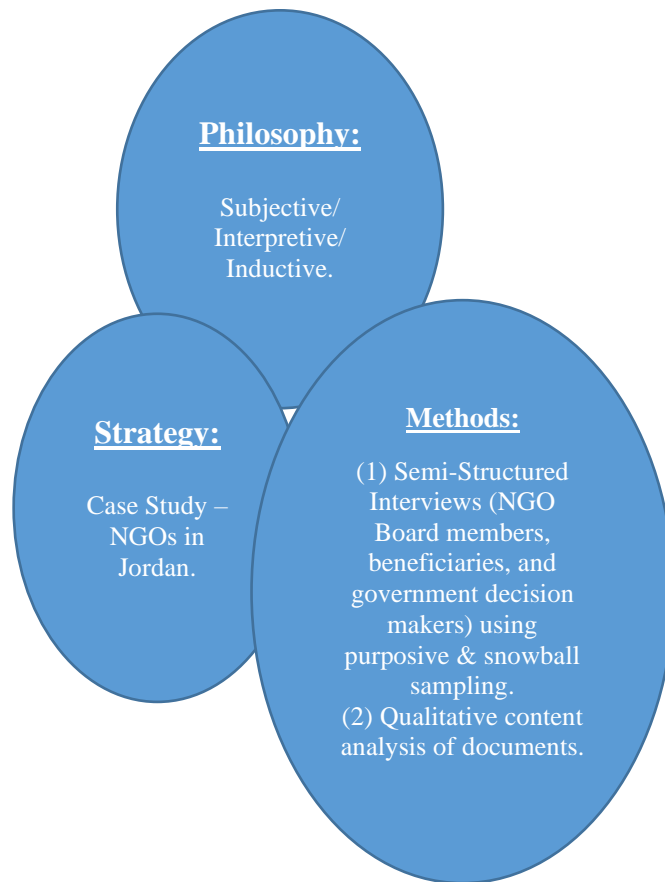 Philosophy:
Subjective/
Interpretive/
Inductive.
Strategy:
Case Study –
NGOs in
Jordan.
Methods:
(1) Semi-Structured
Interviews (NGO
Board members,
beneficiaries, and
government decision
makers) using
purposive & snowball
sampling.
(2) Qualitative content
analysis of documents.